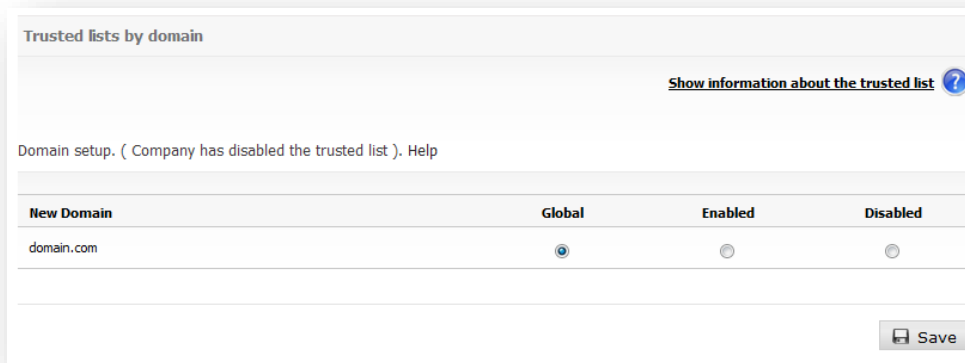 Trusted lists by domain
Show information about the trusted list ?
Domain setup. ( Company has disabled the trusted list ). Help
New Domain Global Enabled Disabled
domain.com
Save